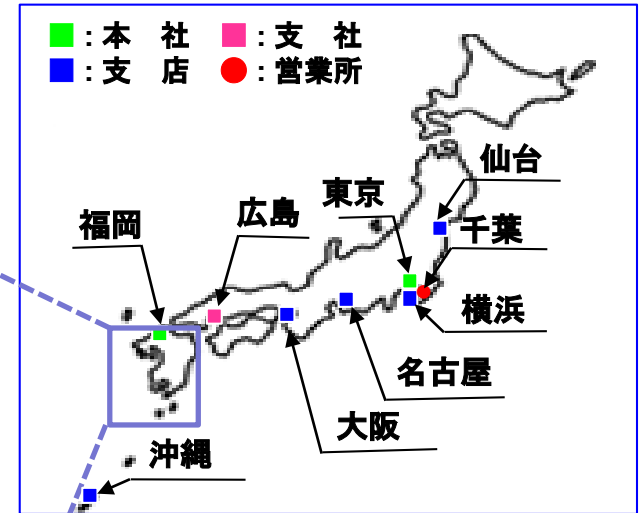 ■:本　社　■:支　社
■:支　店　●:営業所
仙台
東京
広島
福岡
千葉
横浜
名古屋
大阪
沖縄